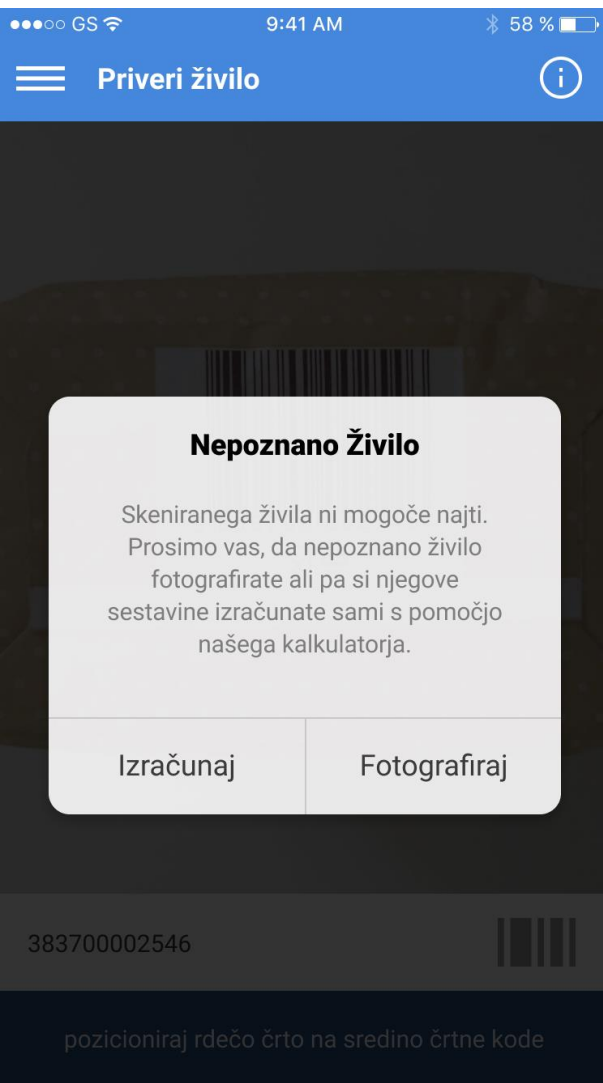 GS 9:41 AM 58 %
Priveri živilo
Nepoznano Živilo
Skeniranega živila ni mogoče najti.
Prosimo vas, da nepoznano živilo
fotografirate ali pa si njegove
sestavine izračunate sami s pomočjo
našega kalkulatorja.
Izračunaj Fotografiraj
383700002546
pozicioniraj rdečo črto na sredino črtne kode